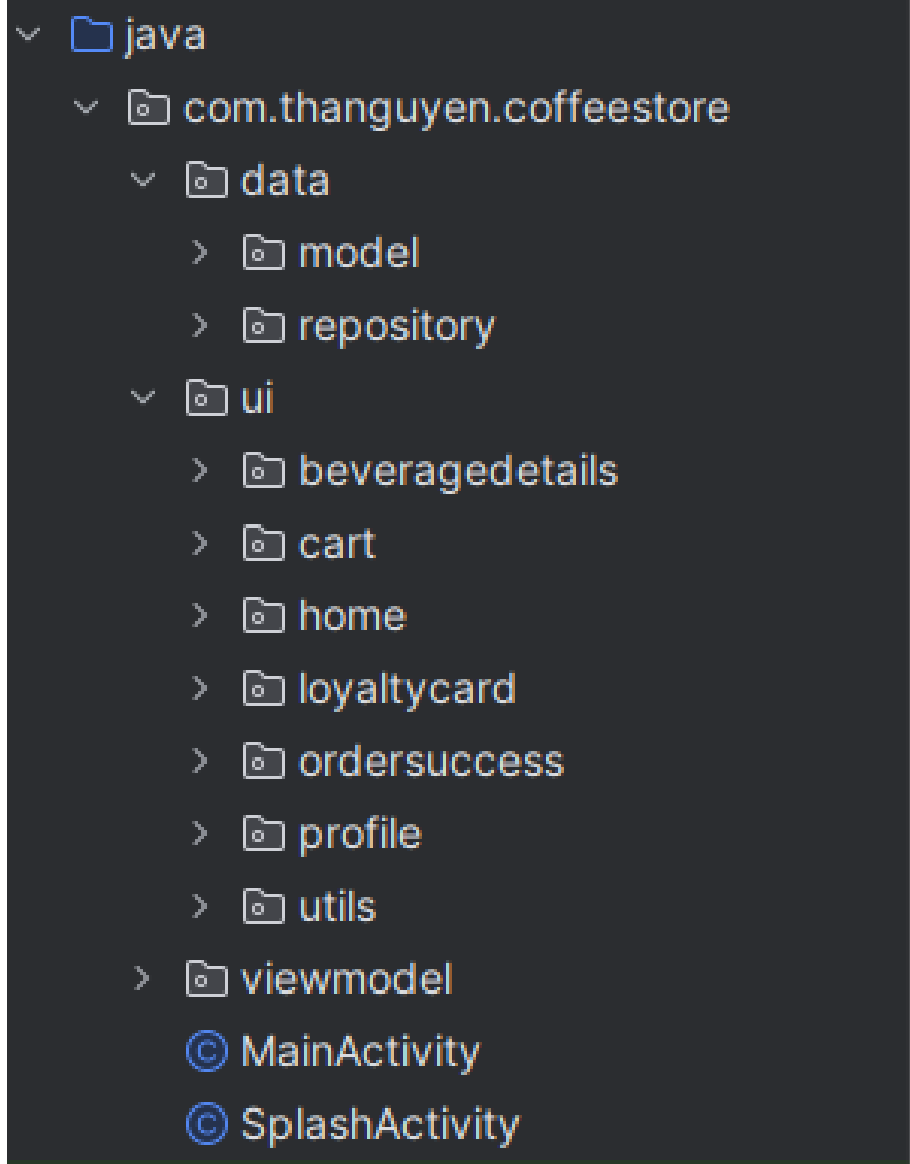 java
com.thanguyen.coffeestore
data
model
repository
ui
beveragedetails
cart
home
loyaltycard
ordersuccess
profile
utils
viewmodel
MainActivity
SplashActivity